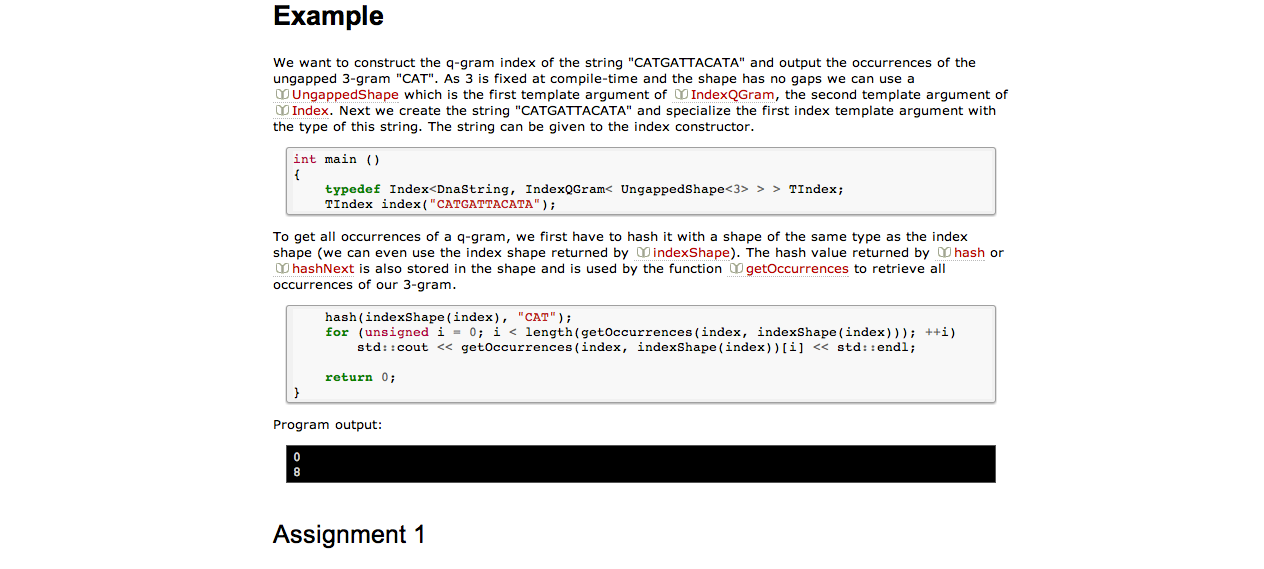 Example
We want to construct the q-gram index of the string "CATGATTACATA" and output the occurrences of the
ungapped 3-gram "CAT". As 3 is fixed at compile-time and the shape has no gaps we can use a
UngappedShape which is the first template argument of IndexQGram, the second template argument of
Index. Next we create the string "CATGATTACATA" and specialize the first index template argument with
the type of this string. The string can be given to the index constructor.
int main ()
{
    typedef Index<DnaString, IndexQGram< UngappedShape<3> > > TIndex;
    TIndex index("CATGATTACATA");
To get all occurrences of a q-gram, we first have to hash it with a shape of the same type as the index
shape (we can even use the index shape returned by indexShape). The hash value returned by hash or
hashNext is also stored in the shape and is used by the function getOccurrences to retrieve all
occurrences of our 3-gram.
    hash(indexShape(index), "CAT");
    for (unsigned i = 0; i < length(getOccurrences(index, indexShape(index))); ++i)
        std::cout << getOccurrences(index, indexShape(index))[i] << std::endl;
    return 0;
}
Program output:
0
8
Assignment 1